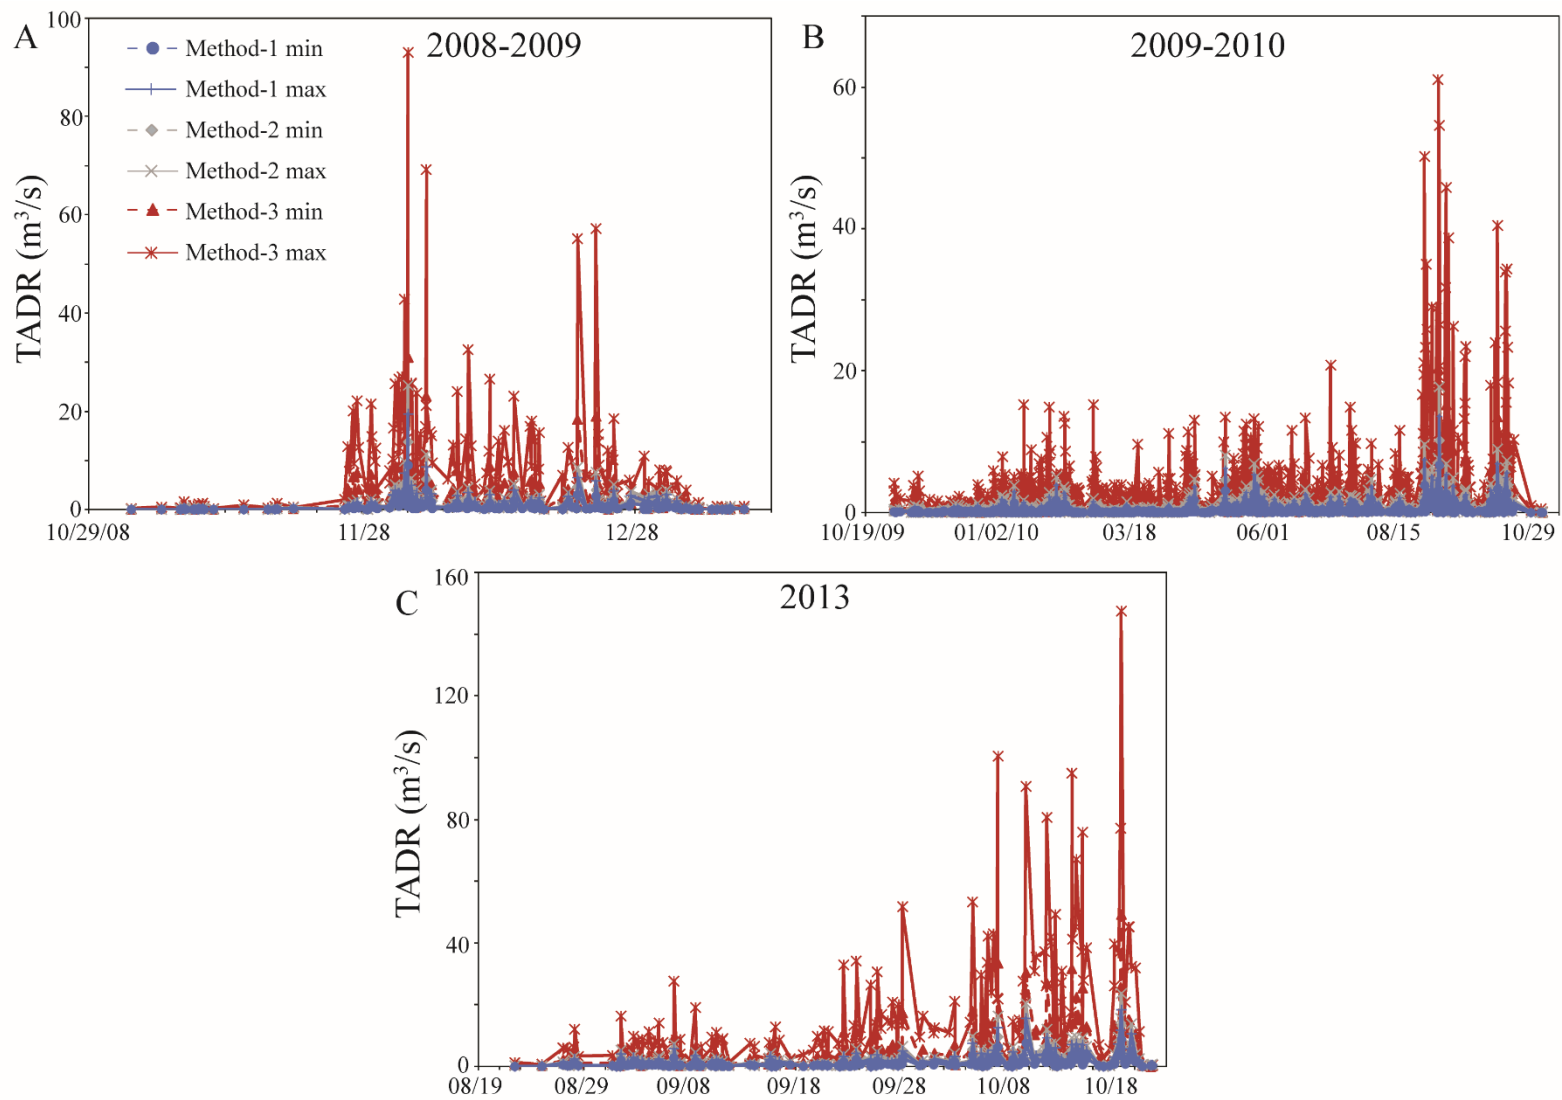 A
2008-2009
Method-1 min
Method-1 max
Method-2 min
Method-2 max
Method-3 min
Method-3 max
TADR (m³/s)
100
80
60
40
20
0
10/29/08
11/28
12/28
B
2009-2010
TADR (m³/s)
60
40
20
0
10/19/09
01/02/10
03/18
06/01
08/15
10/29
C
2013
TADR (m³/s)
160
120
80
40
0
08/19
08/29
09/08
09/18
09/28
10/08
10/18